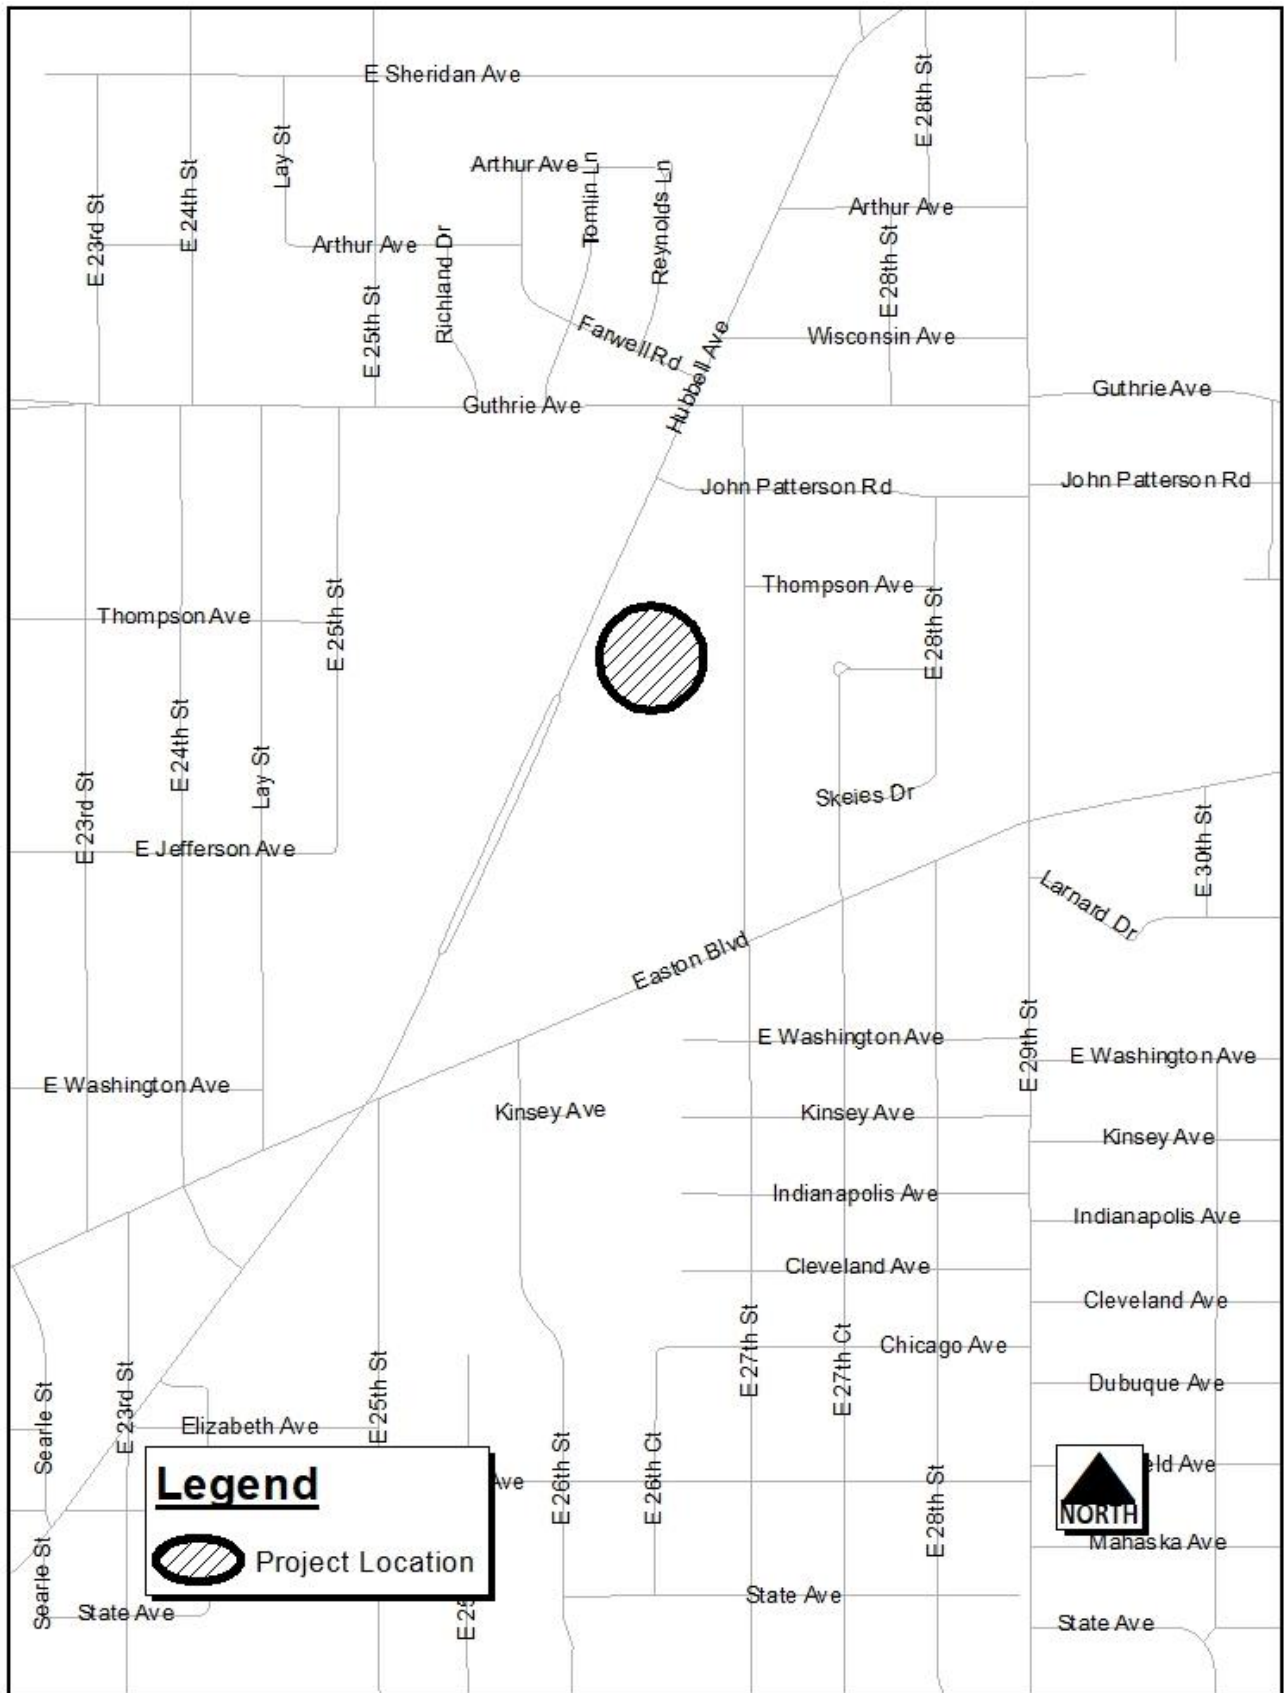 E Sheridan Ave
E 28th St
Lay St
Arthur Ave
Tomlin Ln
Reynolds Ln
E 24th St
E 23rd St
Arthur Ave
Arthur Ave
Richland Dr
E 28th St
E 25th St
Farwell Rd
Hubbell Ave
Wisconsin Ave
Guthrie Ave
Guthrie Ave
John Patterson Rd
John Patterson Rd
Thompson Ave
Thompson Ave
E 25th St
E 28th St
E 24th St
Lay St
E 23rd St
Skeies Dr
E Jefferson Ave
E 30th St
Larnard Dr
Easton Blvd
E Washington Ave
E 29th St
E Washington Ave
E Washington Ave
Kinsey Ave
Kinsey Ave
Kinsey Ave
Indianapolis Ave
Indianapolis Ave
Cleveland Ave
Cleveland Ave
E 27th St
E 27th Ct
Chicago Ave
Dubuque Ave
E 23rd St
E 25th St
Searle St
Elizabeth Ave
Legend
Project Location
Ave
E 26th St
E 26th Ct
E 28th St
eld Ave
NORTH
Mahaska Ave
Searle St
State Ave
E 25
State Ave
State Ave